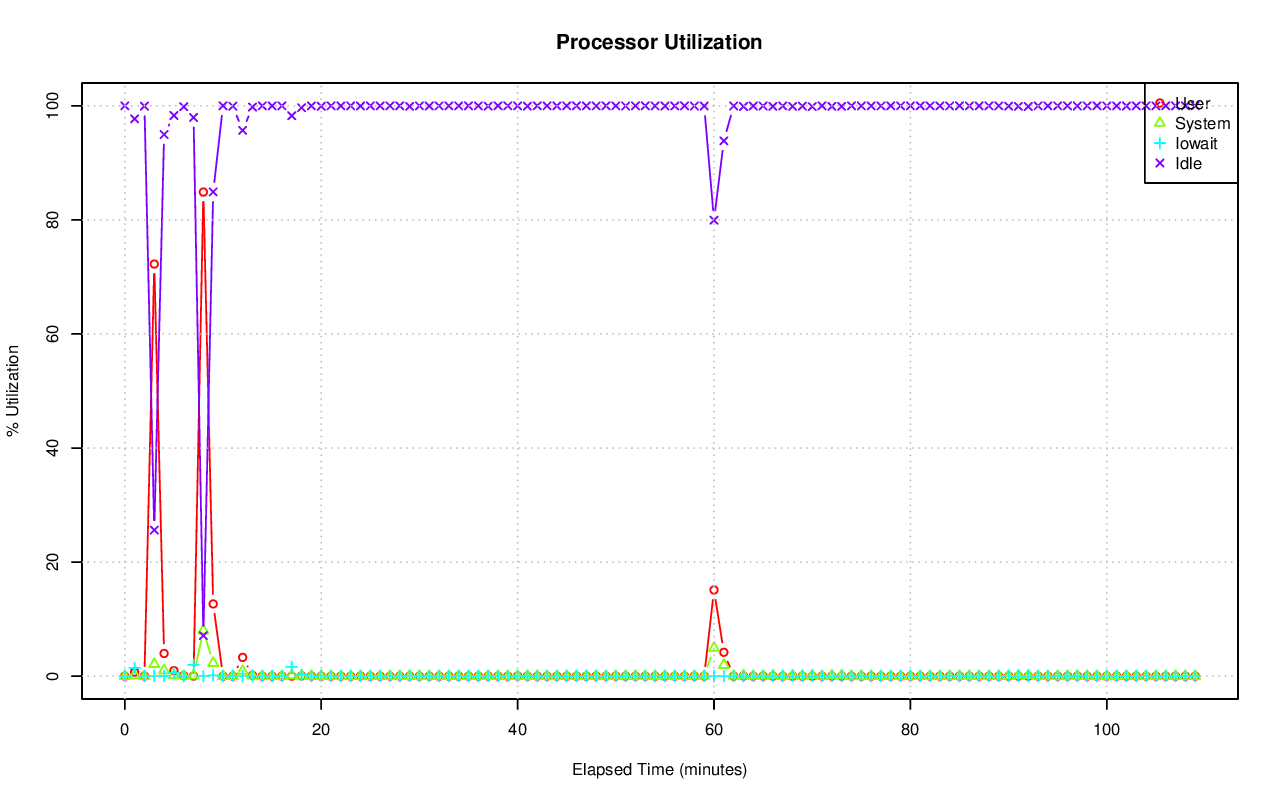 Processor Utilization
% Utilization
100
80
60
40
20
0
User
System
Iowait
Idle
0 20 40 60 80 100
Elapsed Time (minutes)